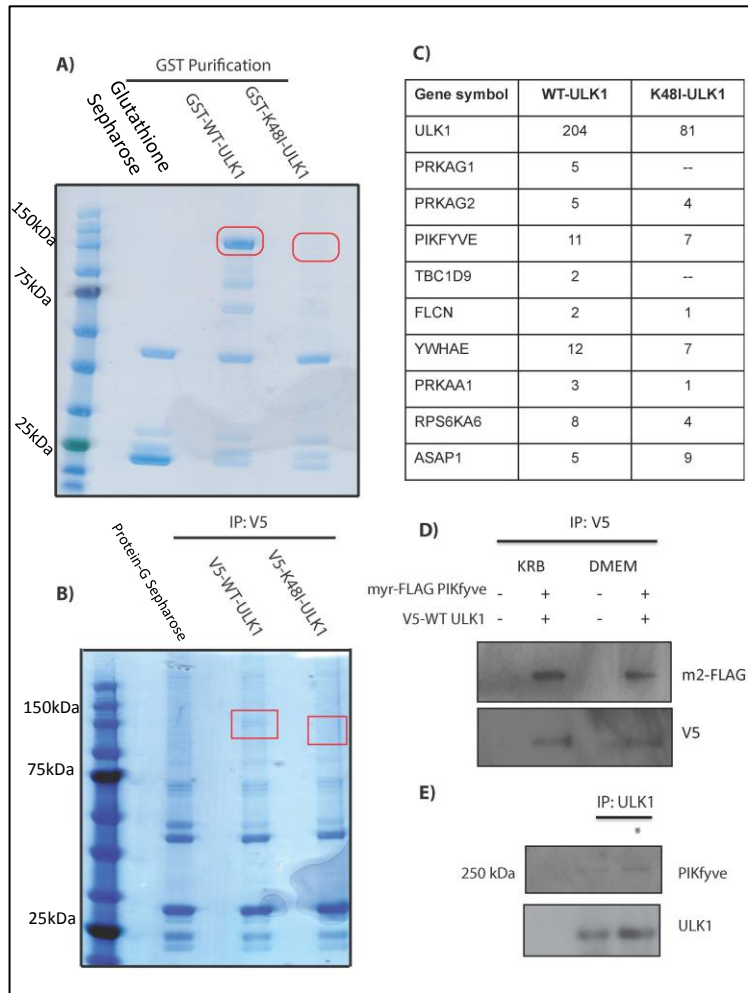 A)
GST Purification
Glutathione
Sepharose
GST-WT-ULK1
GST-K48I-ULK1
150kDa
75kDa
25kDa
B)
IP: V5
Protein-G Sepharose
V5-WT-ULK1
V5-K48I-ULK1
150kDa
75kDa
25kDa
C)
Gene symbol WT-ULK1 K48I-ULK1
ULK1 204 81
PRKAG1 5 --
PRKAG2 5 4
PIKFYVE 11 7
TBC1D9 2 --
FLCN 2 1
YWHAE 12 7
PRKAA1 3 1
RPS6KA6 8 4
ASAP1 5 9
D)
IP: V5
KRB DMEM
myr-FLAG PIKfyve - + - +
V5-WT ULK1 - + - +
m2-FLAG
V5
E)
IP: ULK1
*
250 kDa PIKfyve
ULK1